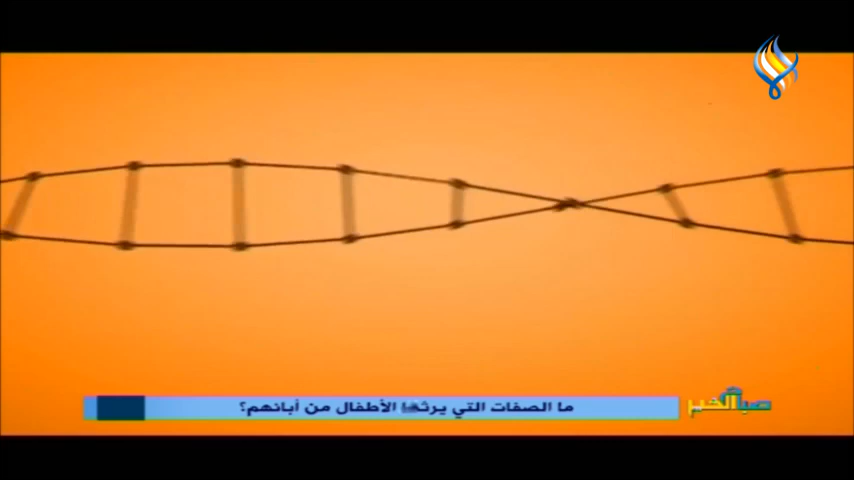 ما الصفات التي يرثها الأطفال من أبائهم؟
صباح الخير